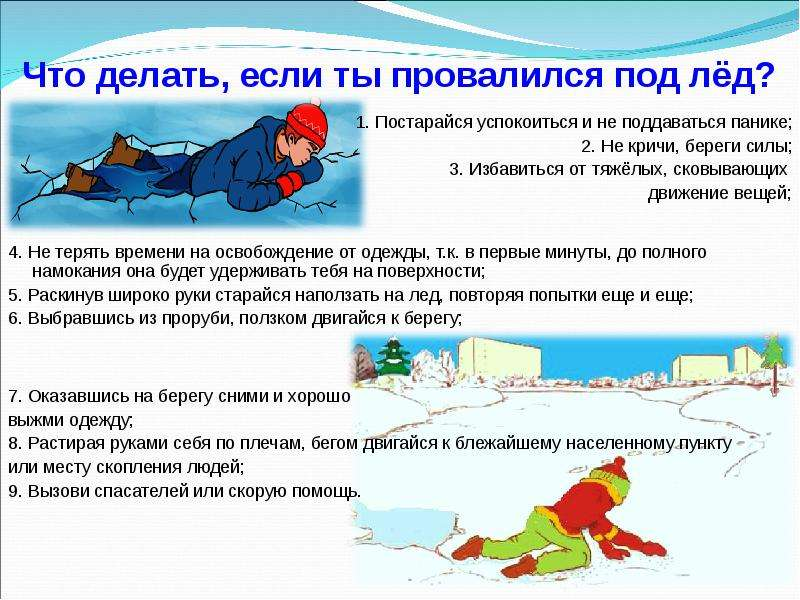 Что делать, если ты провалился под лёд?
1. Постарайся успокоиться и не поддаваться панике;
2. Не кричи, береги силы;
3. Избавиться от тяжёлых, сковывающих
движение вещей;
4. Не терять времени на освобождение от одежды, т.к. в первые минуты, до полного
намокания она будет удерживать тебя на поверхности;
5. Раскинув широко руки старайся наползать на лед, повторяя попытки еще и еще;
6. Выбравшись из проруби, ползком двигайся к берегу;
7. Оказавшись на берегу сними и хорошо
выжми одежду;
8. Растирая руками себя по плечам, бегом двигайся к ближайшему населенному пункту
или месту скопления людей;
9. Вызови спасателей или скорую помощь.